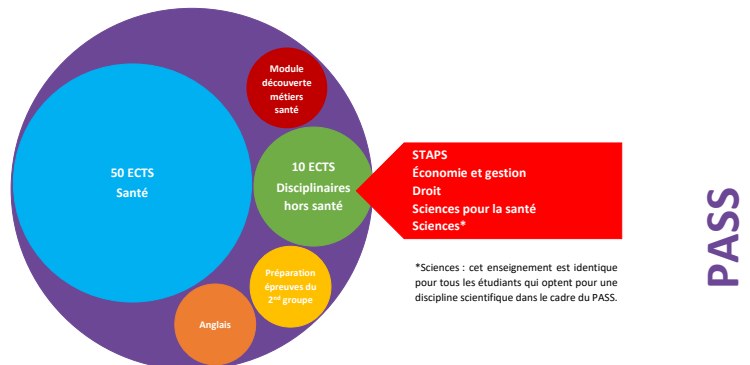 Module
découverte
métiers
santé
50 ECTS
Santé
10 ECTS
Disciplinaires
hors santé
STAPS
Économie et gestion
Droit
Sciences pour la santé
Sciences*
*Sciences : cet enseignement est identique
pour tous les étudiants qui optent pour une
discipline scientifique dans le cadre du PASS.
Préparation
épreuves du
2nd groupe
Anglais
PASS